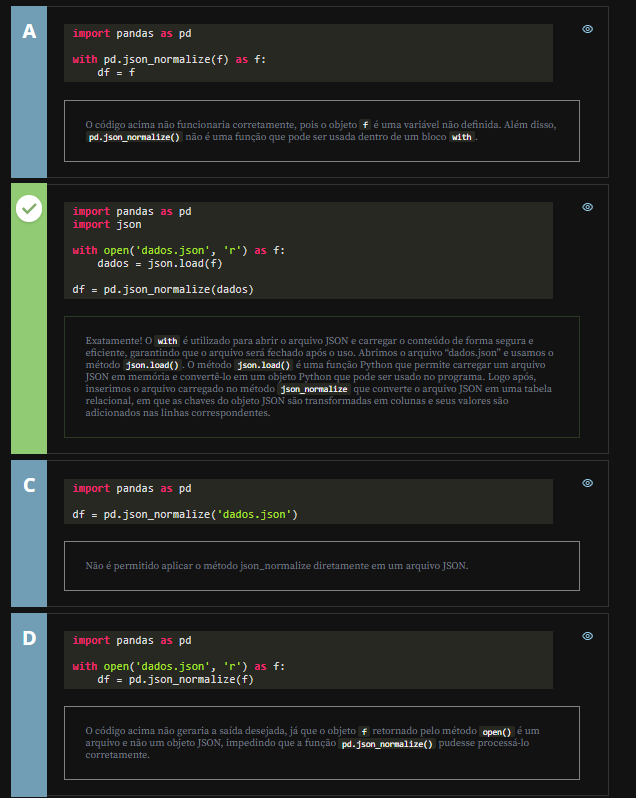 A
import pandas as pd
with pd.json_normalize(f) as f:
    df = f
O código acima não funcionaria corretamente, pois o objeto f é uma variável não definida. Além disso,
pd.json_normalize() não é uma função que pode ser usada dentro de um bloco with.
import pandas as pd
import json
with open('dados.json', 'r') as f:
    dados = json.load(f)
df = pd.json_normalize(dados)
Exatamente! O with é utilizado para abrir o arquivo JSON e carregar o conteúdo de forma segura e
eficiente, garantindo que o arquivo será fechado após o uso. Abrimos o arquivo “dados.json” e usamos o
método json.load(). O método json.load() é uma função Python que permite carregar um arquivo
JSON em memória e convertê-lo em um objeto Python que pode ser usado no programa. Logo após,
inserimos o arquivo carregado no método json_normalize que converte o arquivo JSON em uma tabela
relacional, em que as chaves do objeto JSON são transformadas em colunas e seus valores são
adicionados nas linhas correspondentes.
C
import pandas as pd
df = pd.json_normalize('dados.json')
Não é permitido aplicar o método json_normalize diretamente em um arquivo JSON.
D
import pandas as pd
with open('dados.json', 'r') as f:
    df = pd.json_normalize(f)
O código acima não geraria a saída desejada, já que o objeto f retornado pelo método open() é um
arquivo e não um objeto JSON, impedindo que a função pd.json_normalize() pudesse processá-lo
corretamente.